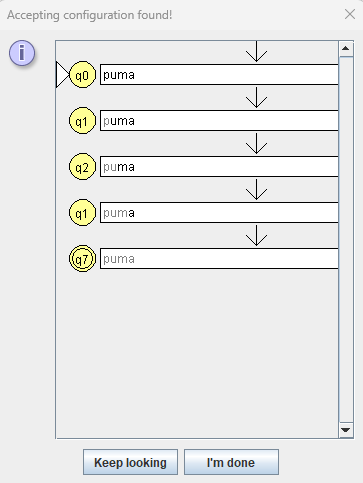 Accepting configuration found!
i
q0 puma
q1 puma
q2 puma
q1 puma
q7 puma
Keep looking I'm done